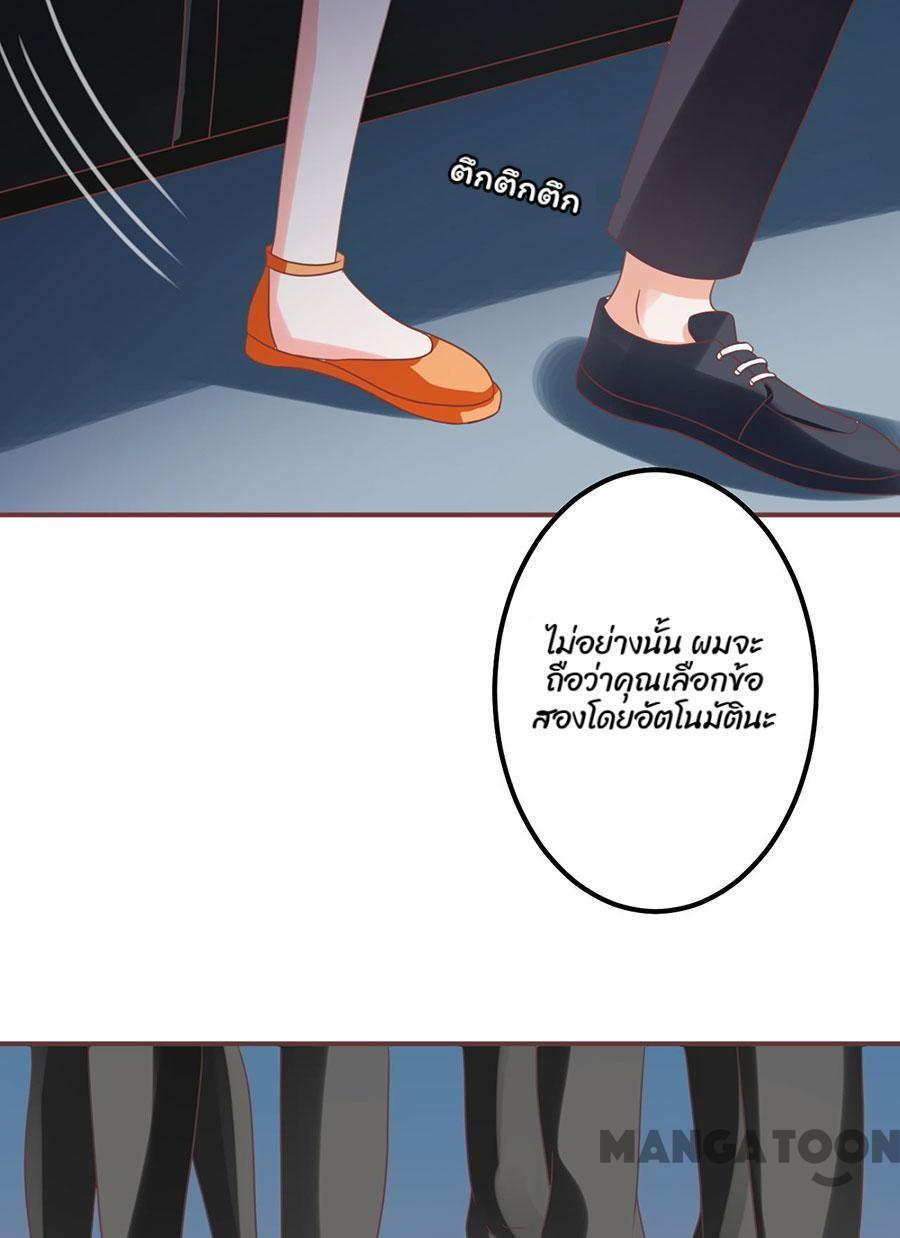 ตึกตึกตึก
ไม่อย่างนั้น ผมจะ
ถือว่าคุณเลือกข้อ
สองโดยอัตโนมัตินะ
MANGATOON